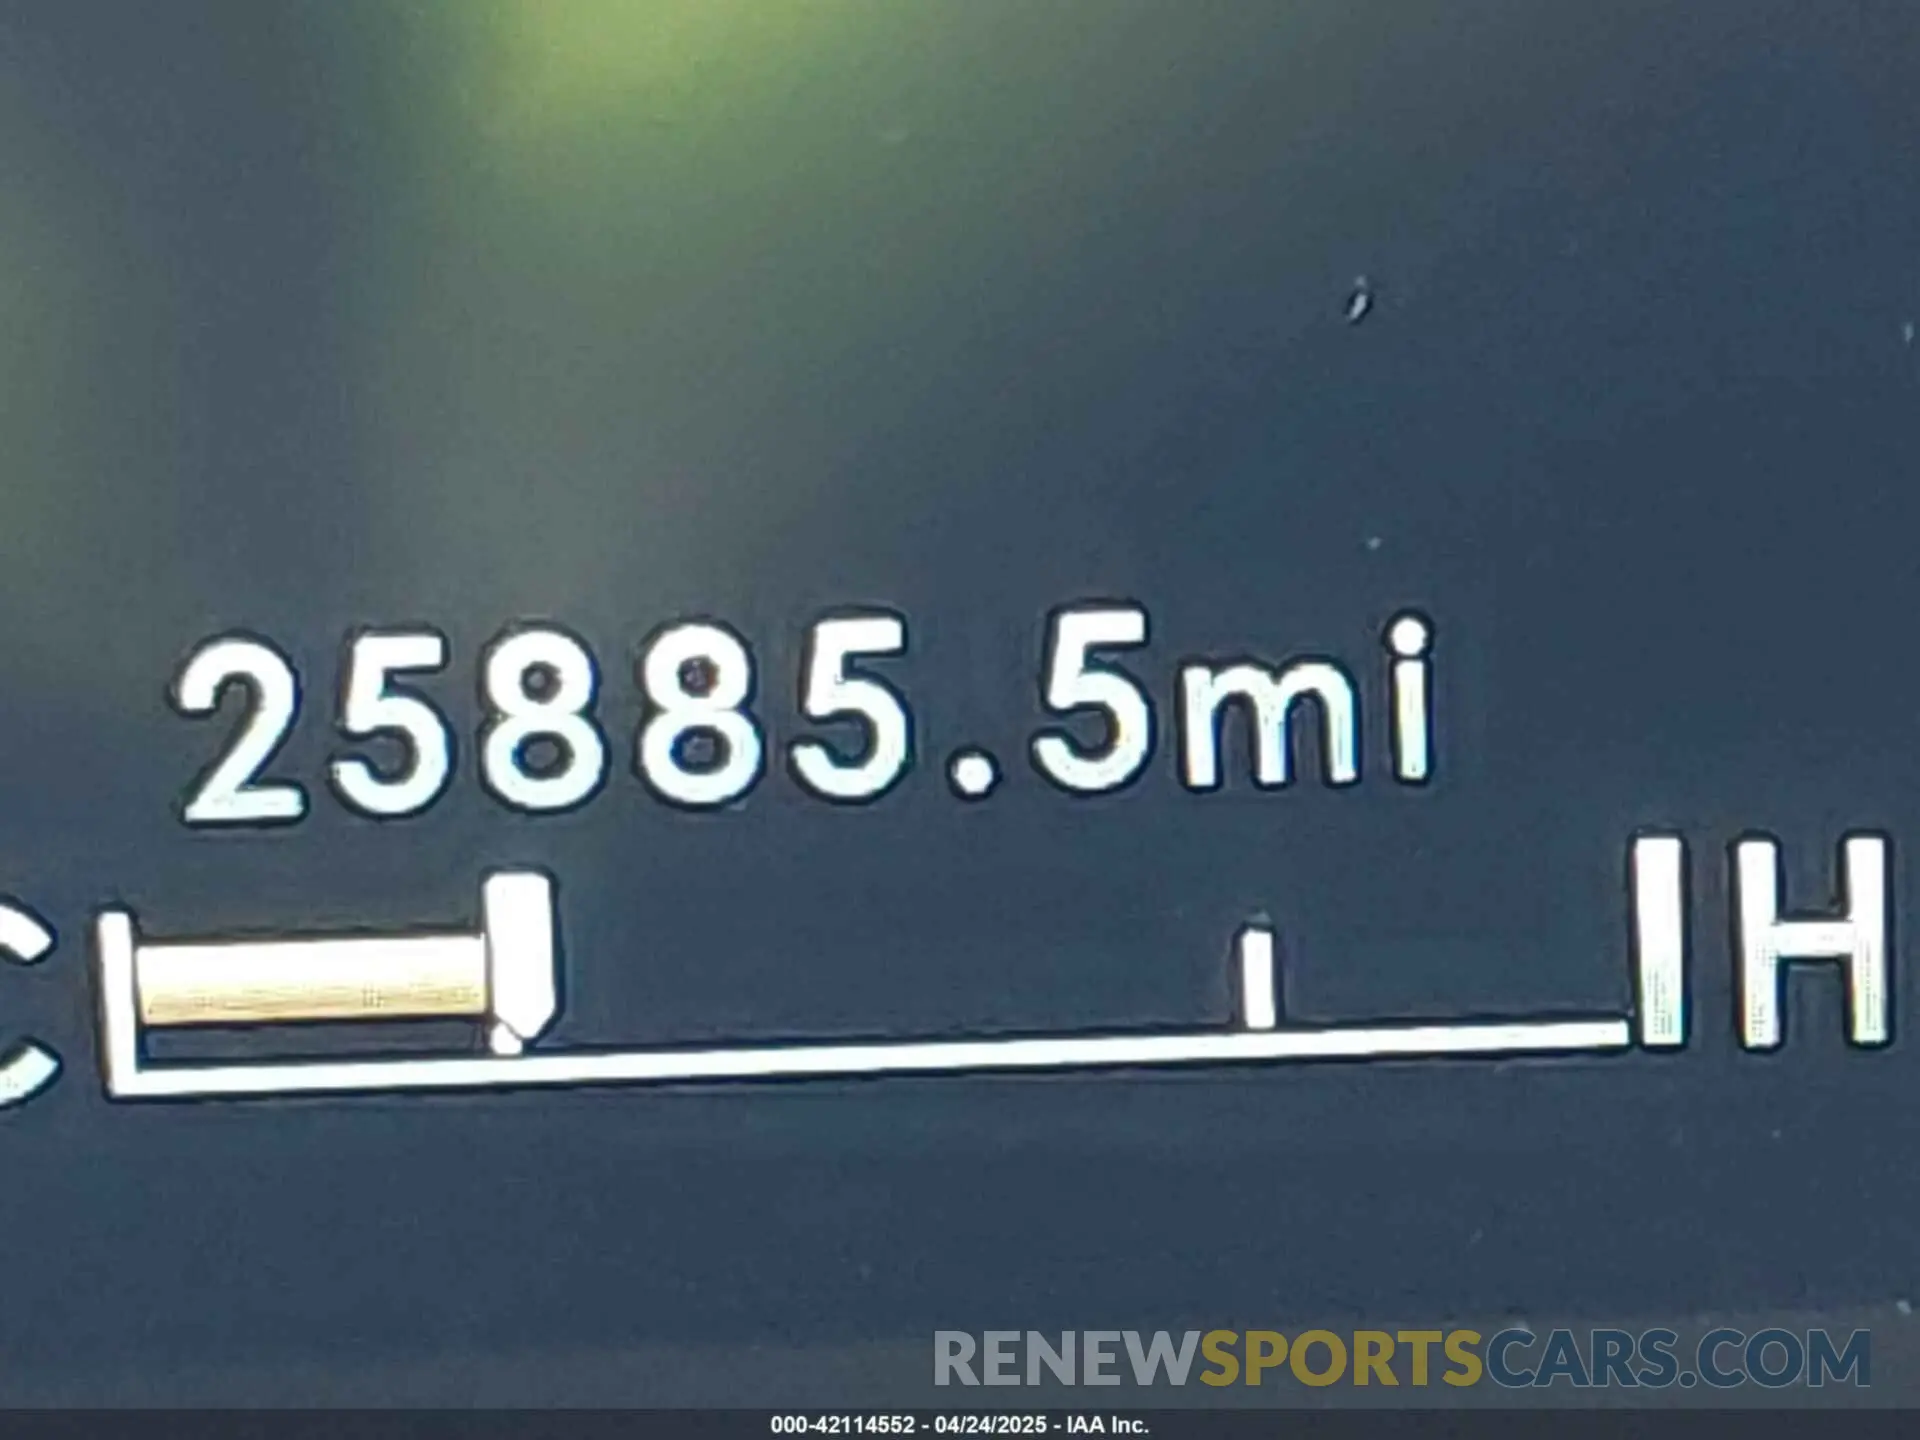 25885.5mi
C H
RENEWSPORTSCARS.COM
000-42114552 - 04/24/2025 - IAA Inc.